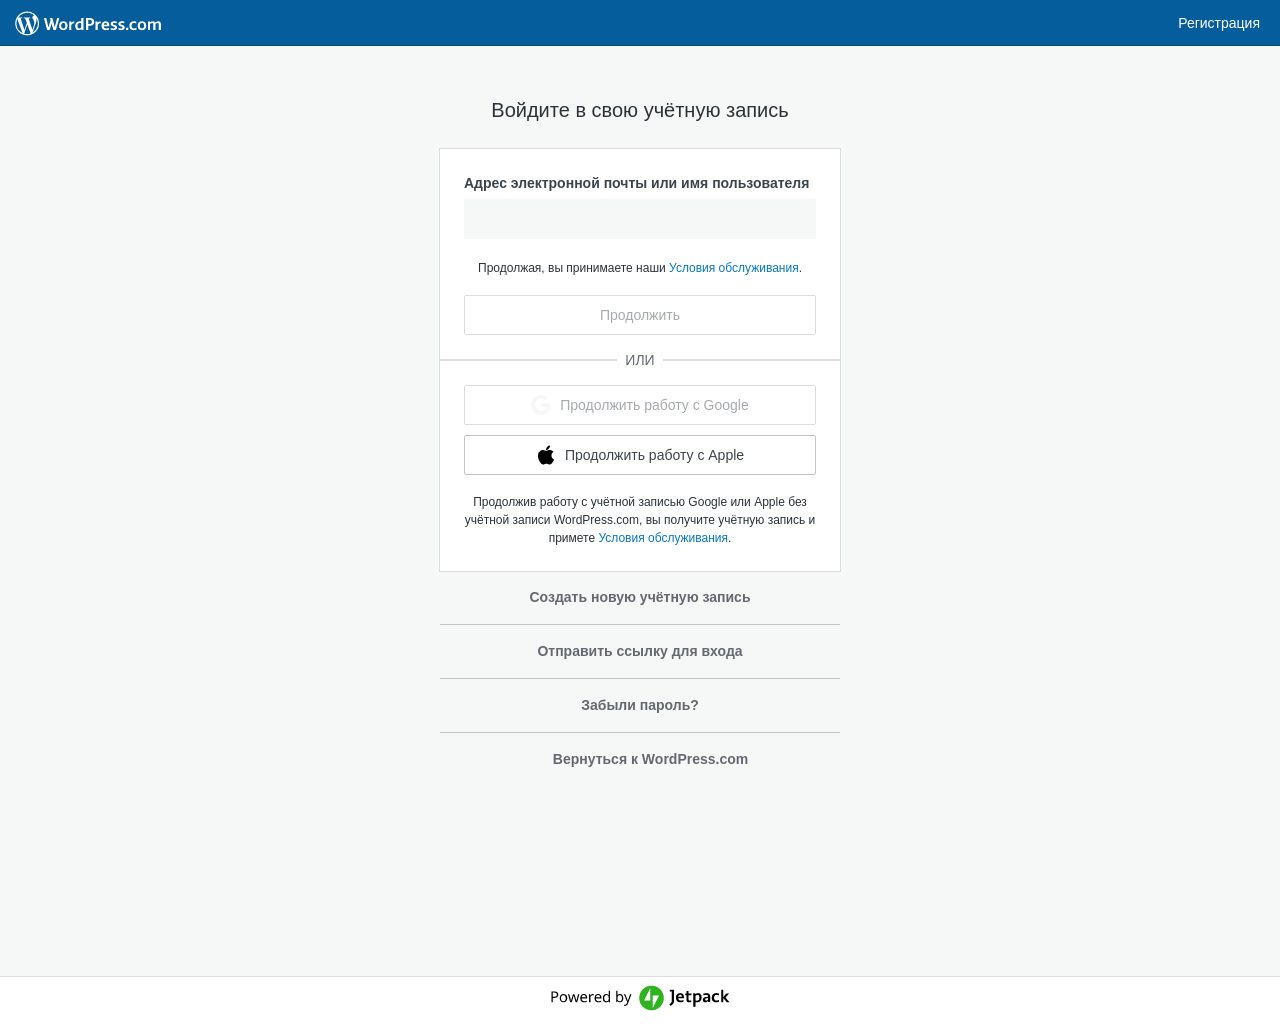 WordPress.com
Регистрация
Войдите в свою учётную запись
Адрес электронной почты или имя пользователя
Продолжая, вы принимаете наши Условия обслуживания.
Продолжить
ИЛИ
Продолжить работу с Google
Продолжить работу с Apple
Продолжив работу с учётной записью Google или Apple без
учётной записи WordPress.com, вы получите учётную запись и
примете Условия обслуживания.
Создать новую учётную запись
Отправить ссылку для входа
Забыли пароль?
Вернуться к WordPress.com
Powered by Jetpack